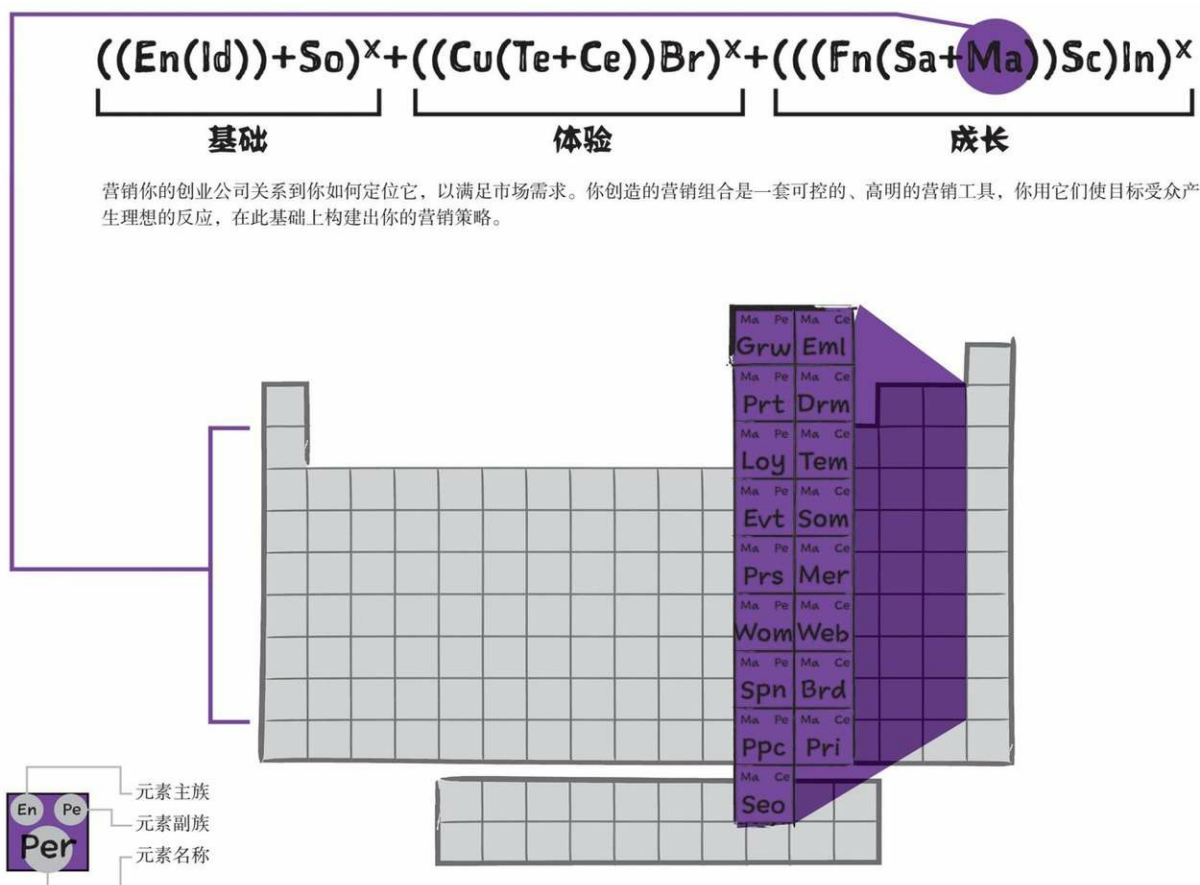 ((En(Id))+So)ˣ+((Cu(Te+Ce))Br)ˣ+(((Fn(Sa+Ma))Sc)In)ˣ
基础 体验 成长
营销你的创业公司关系到你如何定位它，以满足市场需求。你创造的营销组合是一套可控的、高明的营销工具，你用它们使目标受众产
生理想的反应，在此基础上构建出你的营销策略。
Ma Pe Ma Ce
Grw Eml
Ma Pe Ma Ce
Prt Drm
Ma Pe Ma Ce
Loy Tem
Ma Pe Ma Ce
Evt Som
Ma Pe Ma Ce
Prs Mer
Ma Pe Ma Ce
Wom Web
Ma Pe Ma Ce
Spn Brd
Ma Pe Ma Ce
Ppc Pri
Ma Ce
Seo
元素主族
En Pe
元素副族
Per
元素名称